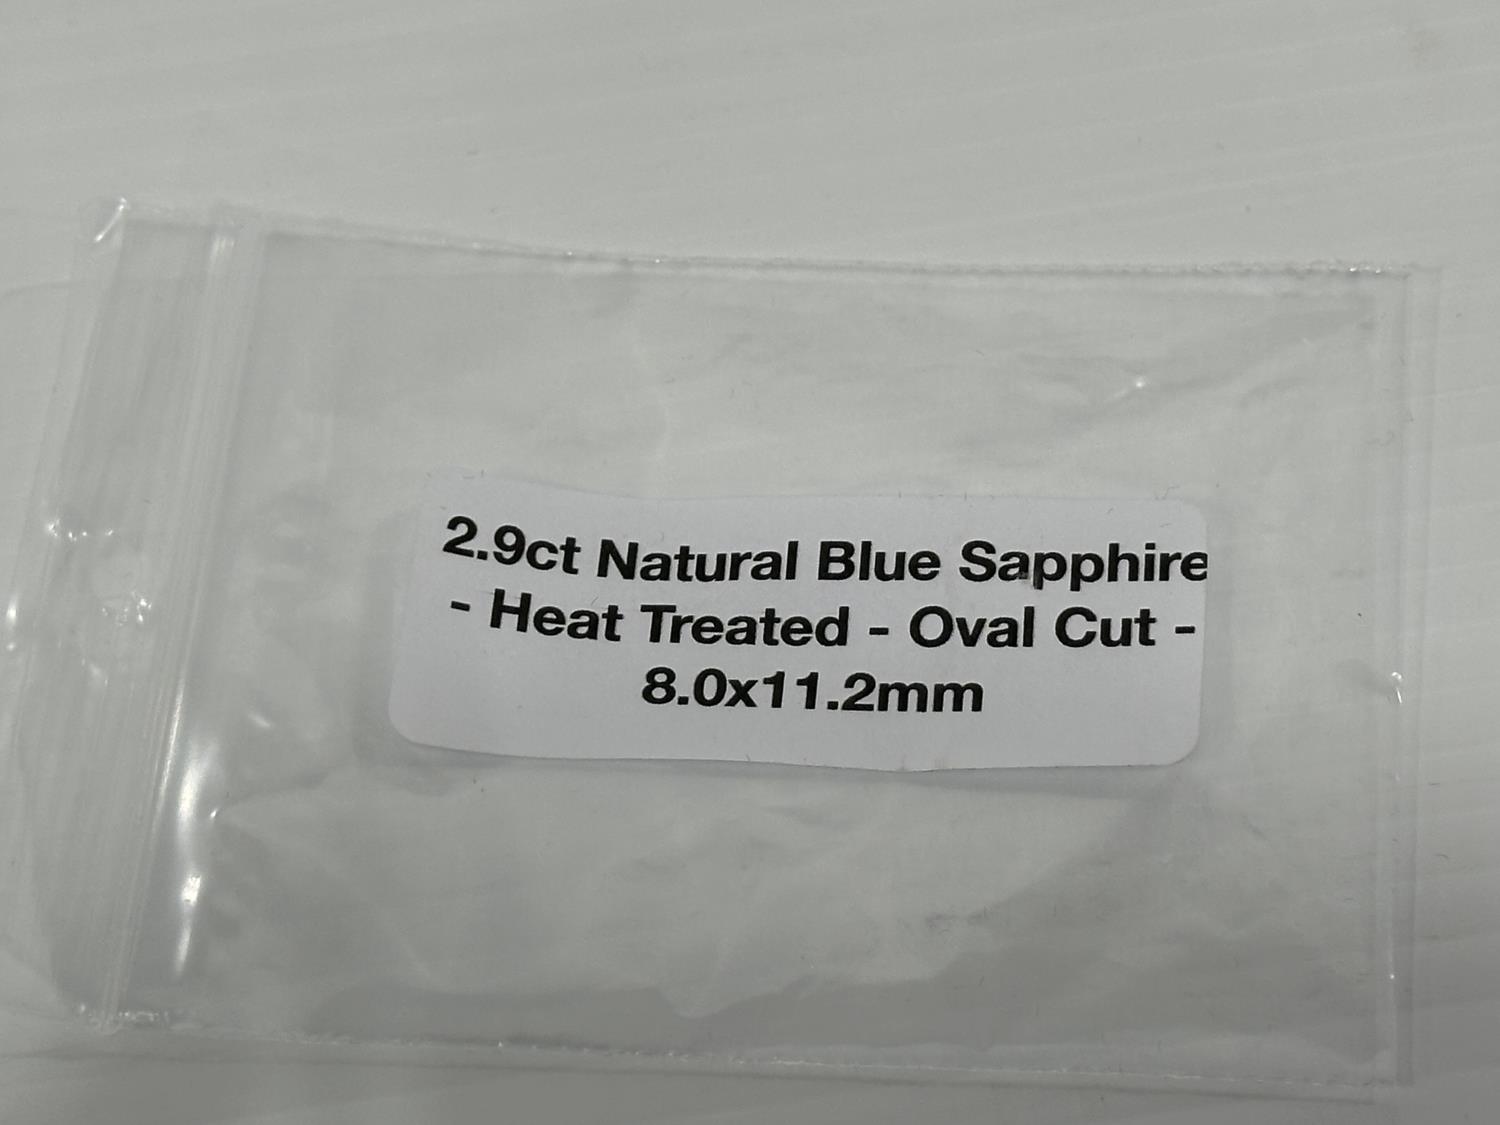 2.9ct Natural Blue Sapphire
- Heat Treated - Oval Cut -
8.0x11.2mm